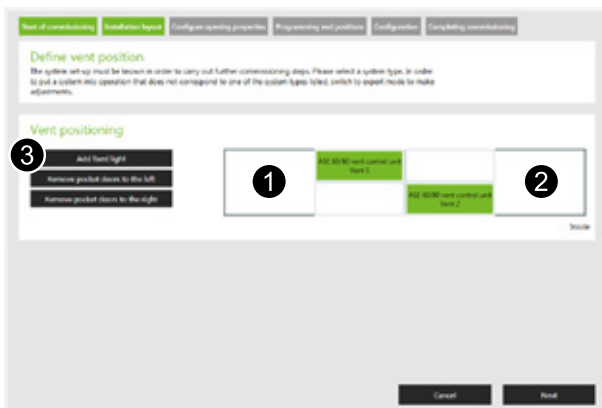 Start of commissioning
Installation layout
Configure opening properties
Programming end positions
Configuration
Completing commissioning
Define vent position
The system set-up must be known in order to carry out further commissioning steps. Please select a system type. In order
to put a system into operation that does not correspond to one of the system types listed, switch to expert mode to make
adjustments.
Vent positioning
3
Add fixed light
Remove pocket doors to the left
Remove pocket doors to the right
1
ASE 60/80 vent control unit
Vent 1
ASE 60/80 vent control unit
Vent 2
2
Inside
Cancel
Next